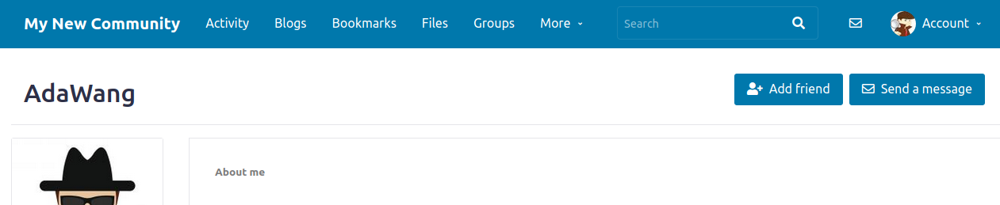 My New Community Activity Blogs Bookmarks Files Groups More Search Account
AdaWang Add friend Send a message
About me